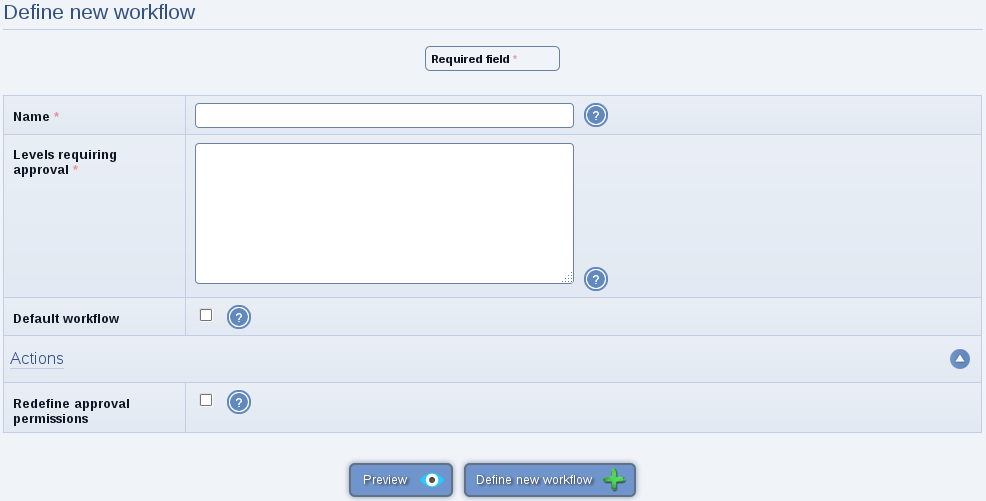 Define new workflow
Required field *
Name *
?
Levels requiring
approval *
?
Default workflow
?
Actions
Redefine approval
permissions
?
Preview
Define new workflow